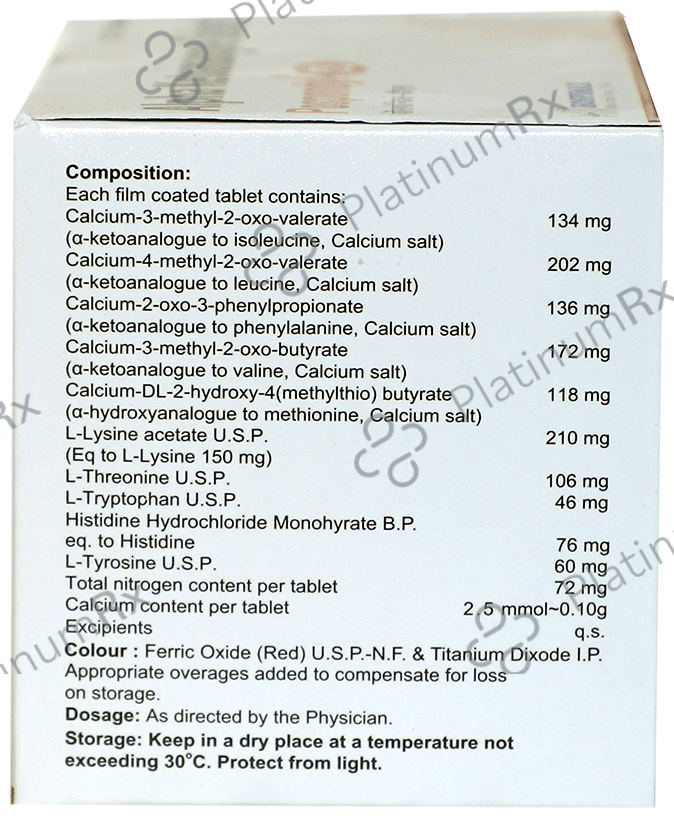 Composition:
Each film coated tablet contains:
Calcium-3-methyl-2-oxo-valerate 134 mg
(α-ketoanalogue to isoleucine, Calcium salt)
Calcium-4-methyl-2-oxo-valerate 202 mg
(α-ketoanalogue to leucine, Calcium salt)
Calcium-2-oxo-3-phenylpropionate 136 mg
(α-ketoanalogue to phenylalanine, Calcium salt)
Calcium-3-methyl-2-oxo-butyrate 172 mg
(α-ketoanalogue to valine, Calcium salt)
Calcium-DL-2-hydroxy-4(methylthio) butyrate 118 mg
(α-hydroxyanalogue to methionine, Calcium salt)
L-Lysine acetate U.S.P. 210 mg
(Eq to L-Lysine 150 mg)
L-Threonine U.S.P. 106 mg
L-Tryptophan U.S.P. 46 mg
Histidine Hydrochloride Monohyrate B.P.
eq. to Histidine 76 mg
L-Tyrosine U.S.P. 60 mg
Total nitrogen content per tablet 72 mg
Calcium content per tablet 2.5 mmol~0.10g
Excipients q.s.
Colour : Ferric Oxide (Red) U.S.P.-N.F. & Titanium Dixode I.P.
Appropriate overages added to compensate for loss
on storage.
Dosage: As directed by the Physician.
Storage: Keep in a dry place at a temperature not
exceeding 30°C. Protect from light.
PlatinumRx
PlatinumRx
PlatinumRx
PlatinumRx